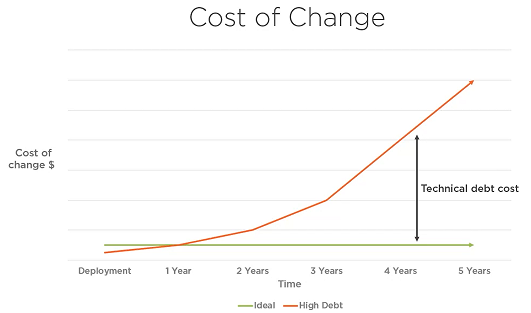 Cost of Change
Cost of
change $
Technical debt cost
Deployment 1 Year 2 Years 3 Years 4 Years 5 Years
Time
Ideal High Debt